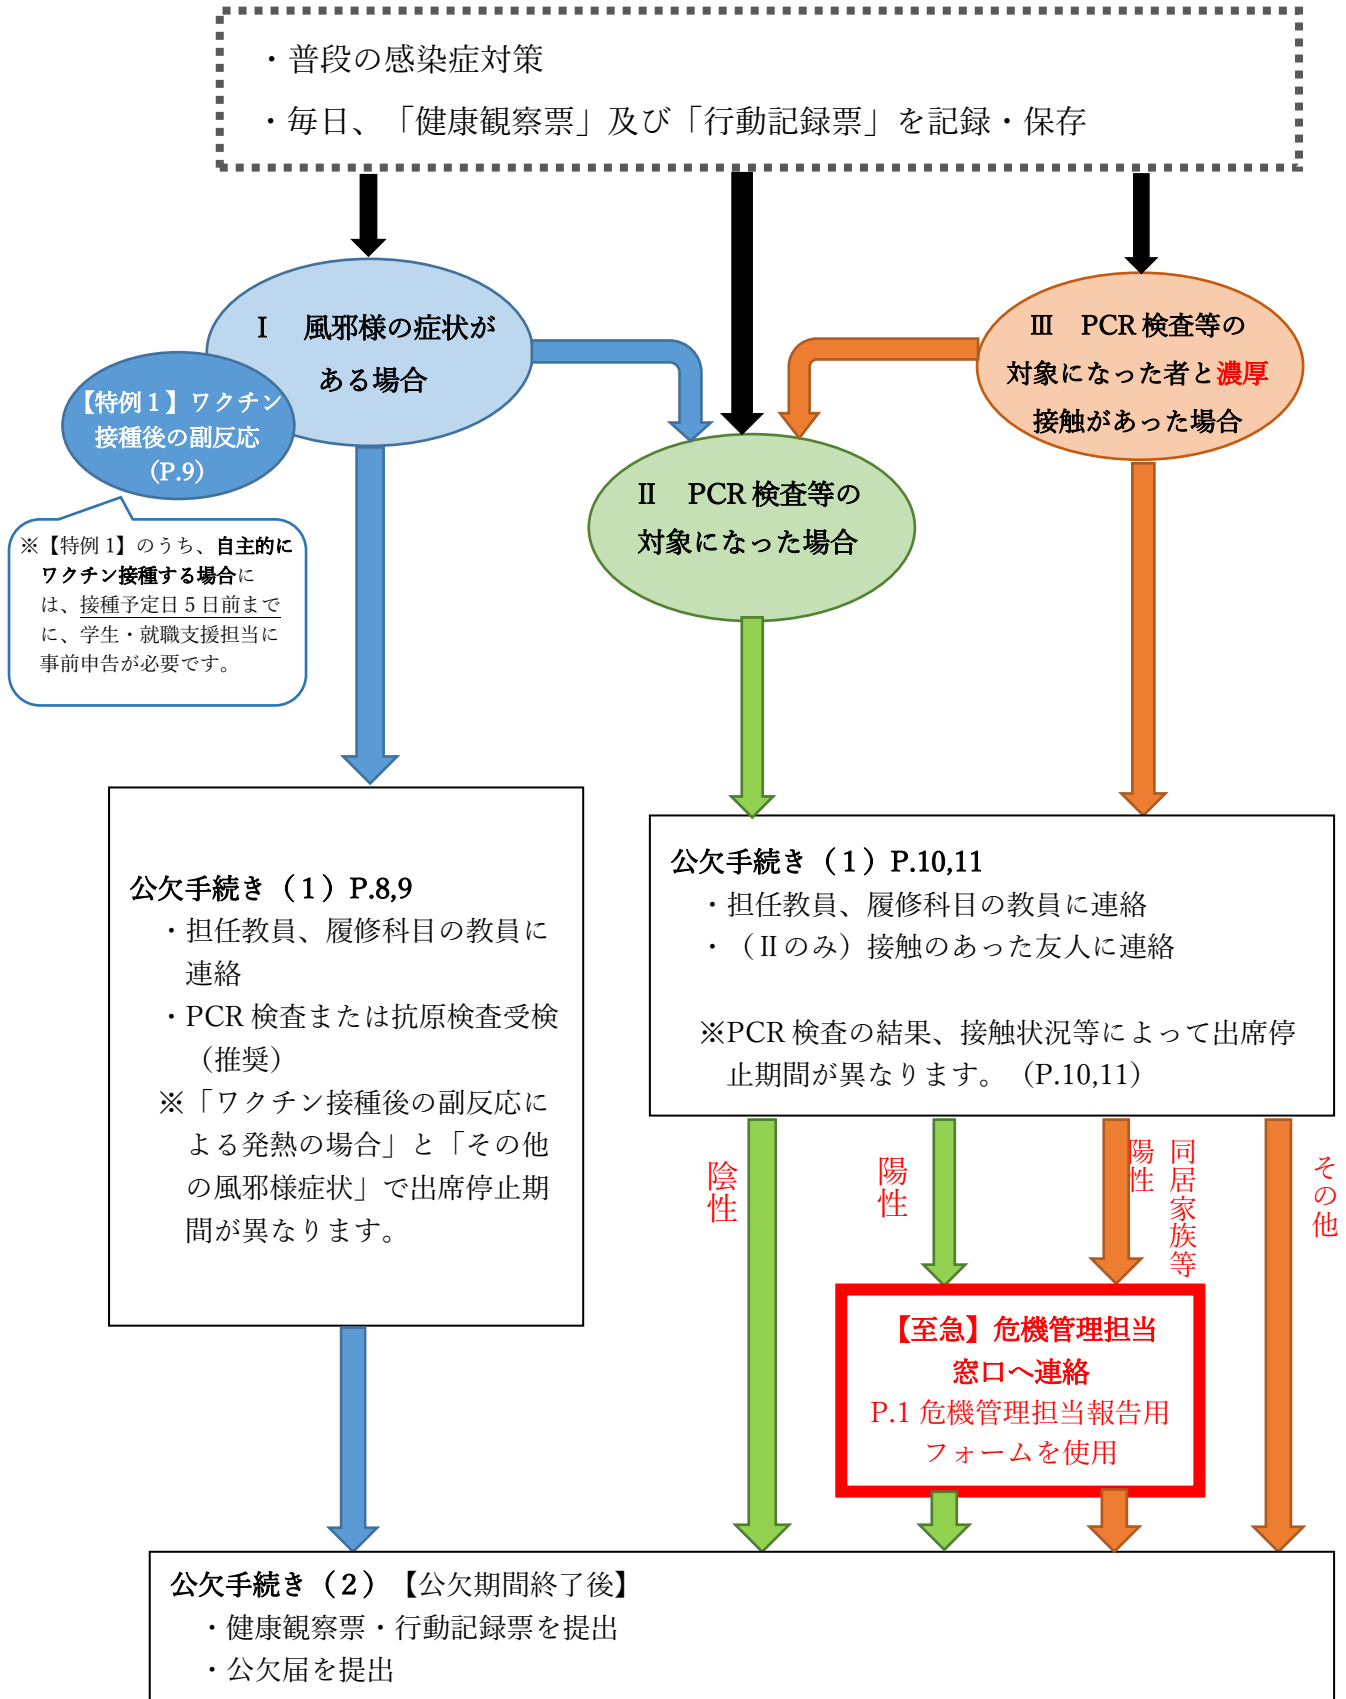 ・普段の感染症対策
・毎日、「健康観察票」及び「行動記録票」を記録・保存
Ⅰ　風邪様の症状が
ある場合
【特例１】ワクチン
接種後の副反応
（P.9）
※【特例 1】のうち、自主的に
ワクチン接種する場合に
は、接種予定日 5 日前まで
に、学生・就職支援担当に
事前申告が必要です。
Ⅱ　PCR 検査等の
対象になった場合
Ⅲ　PCR 検査等の
対象になった者と濃厚
接触があった場合
公欠手続き（１）P.8,9
・担任教員、履修科目の教員に
連絡
・PCR 検査または抗原検査受検
（推奨）
※「ワクチン接種後の副反応に
よる発熱の場合」と「その他
の風邪様症状」で出席停止期
間が異なります。
公欠手続き（１）P.10,11
・担任教員、履修科目の教員に連絡
・（Ⅱのみ）接触のあった友人に連絡
※PCR 検査の結果、接触状況等によって出席停
止期間が異なります。（P.10,11）
陰性
陽性
同居家族等
陽性
その他
【至急】危機管理担当
窓口へ連絡
P.1 危機管理担当報告用
フォームを使用
公欠手続き（２）【公欠期間終了後】
・健康観察票・行動記録票を提出
・公欠届を提出